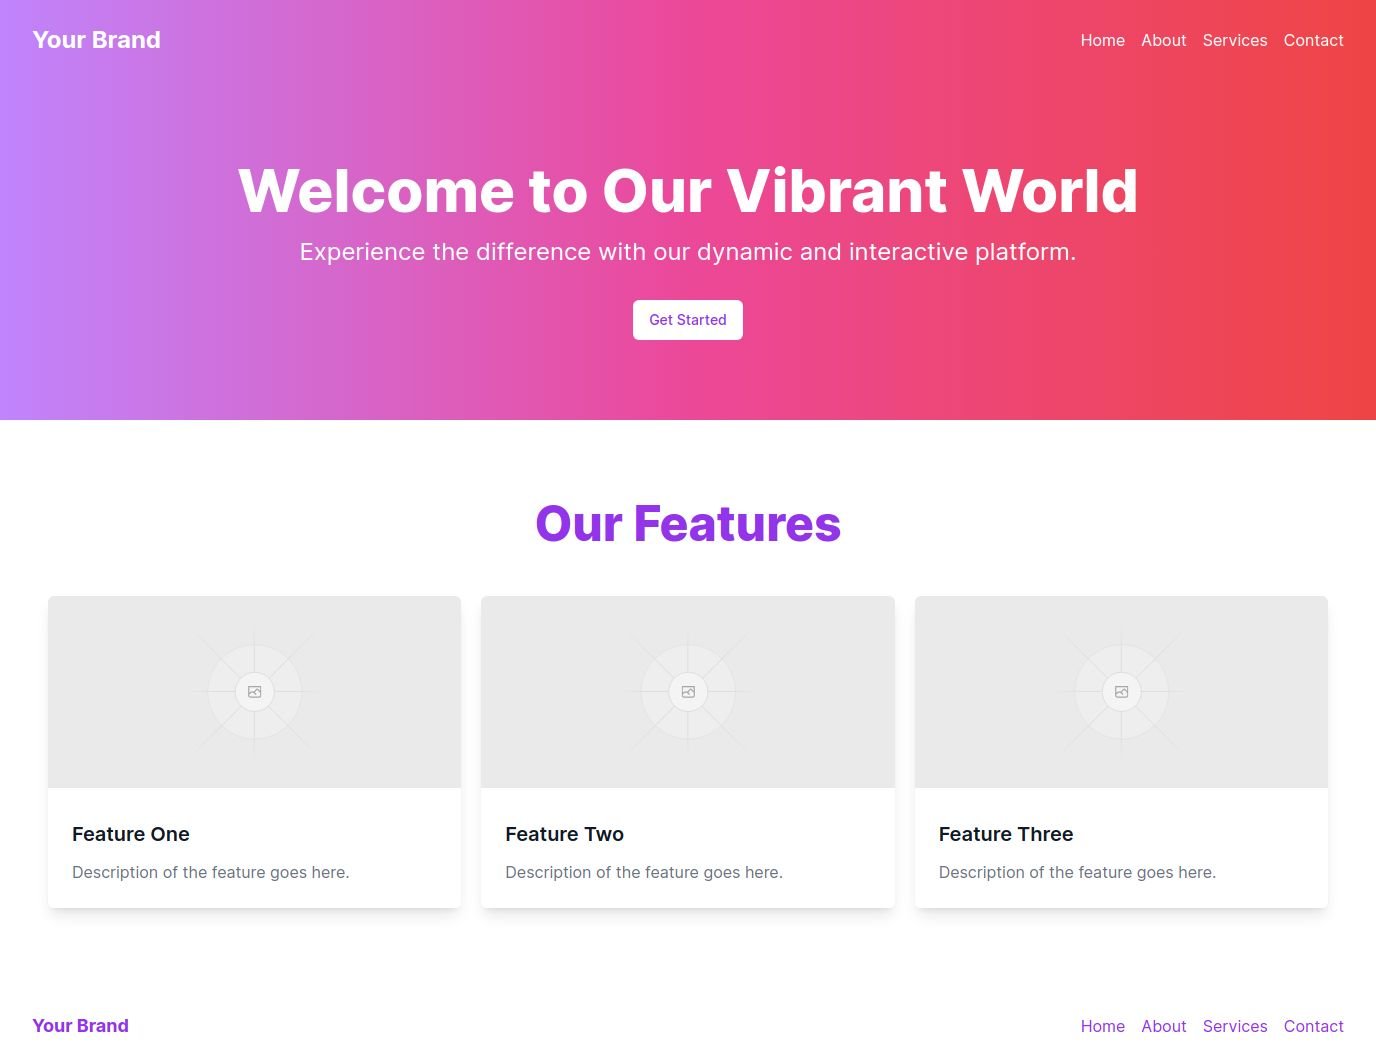 Your Brand
Home About Services Contact
Welcome to Our Vibrant World
Experience the difference with our dynamic and interactive platform.
Get Started
Our Features
Feature One
Description of the feature goes here.
Feature Two
Description of the feature goes here.
Feature Three
Description of the feature goes here.
Your Brand
Home About Services Contact